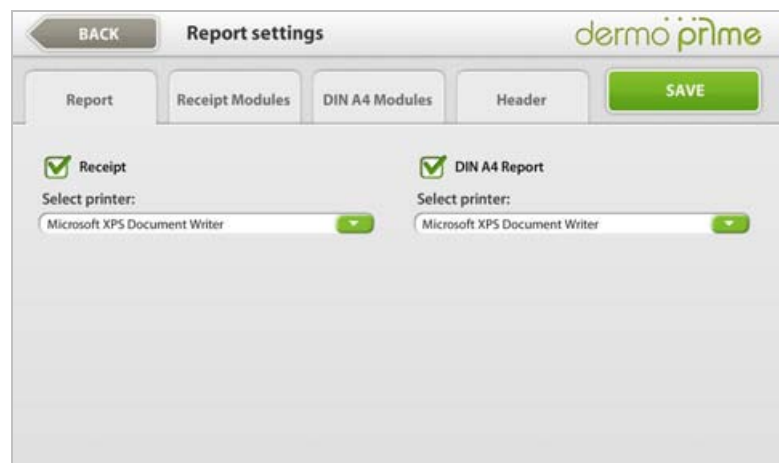 BACK
Report settings
dermo prime
Report
Receipt Modules
DIN A4 Modules
Header
SAVE
Receipt
DIN A4 Report
Select printer:
Select printer:
Microsoft XPS Document Writer
Microsoft XPS Document Writer